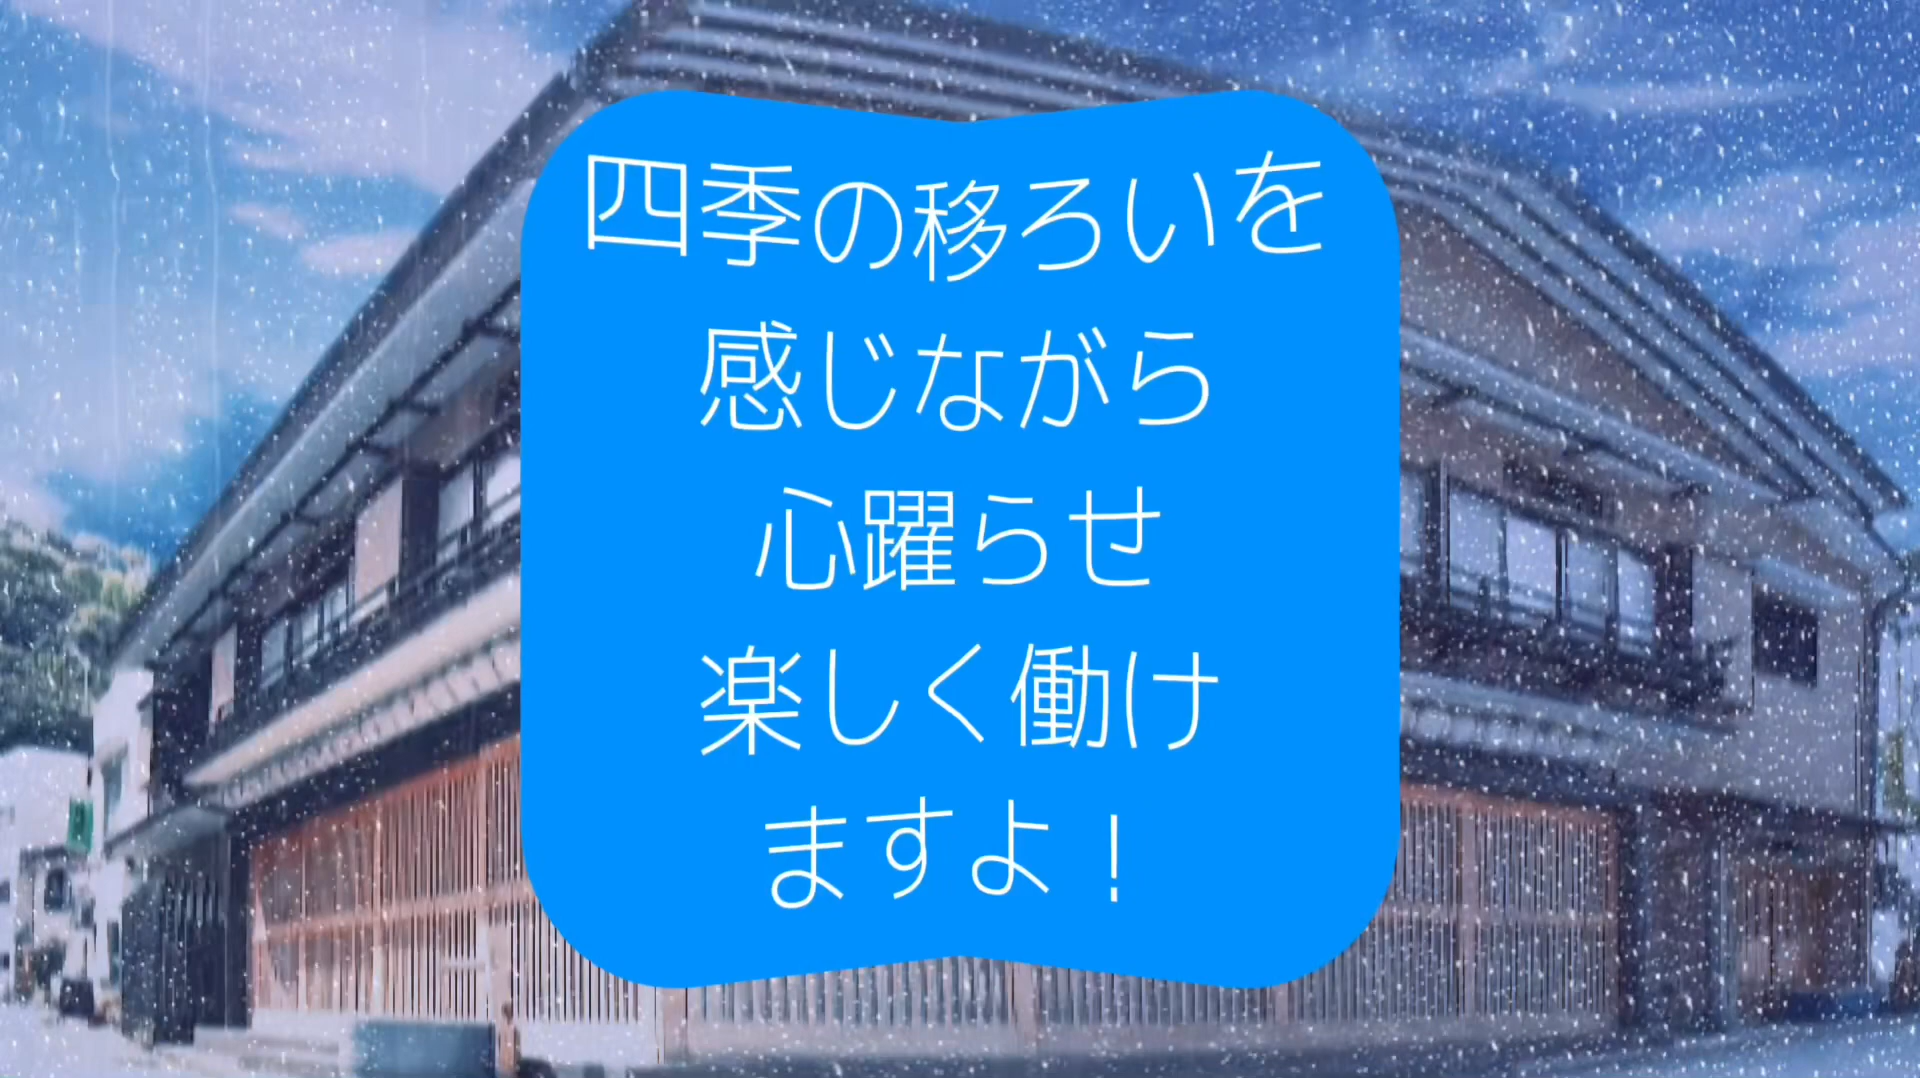 四季の移ろいを
感じながら
心躍らせ
楽しく働け
ますよ！